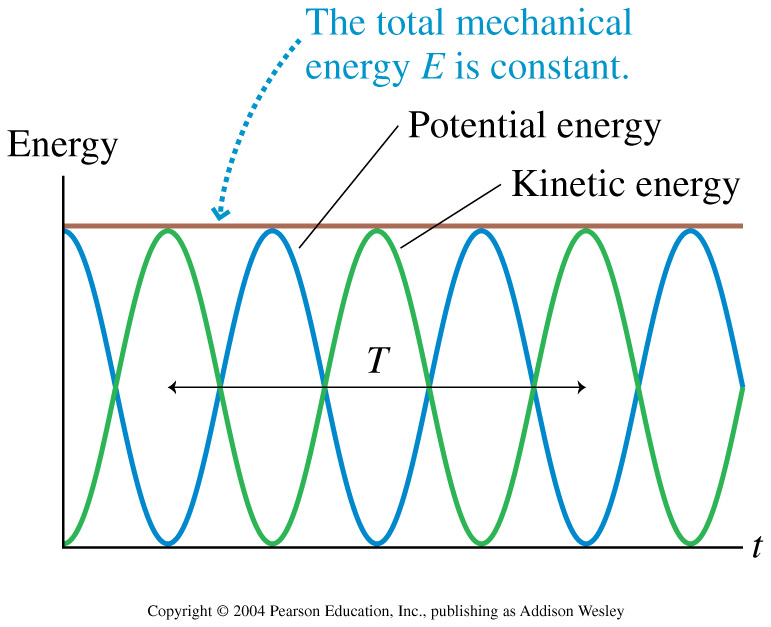 The total mechanical
energy E is constant.
Potential energy
Energy
Kinetic energy
T
t
Copyright © 2004 Pearson Education, Inc., publishing as Addison Wesley